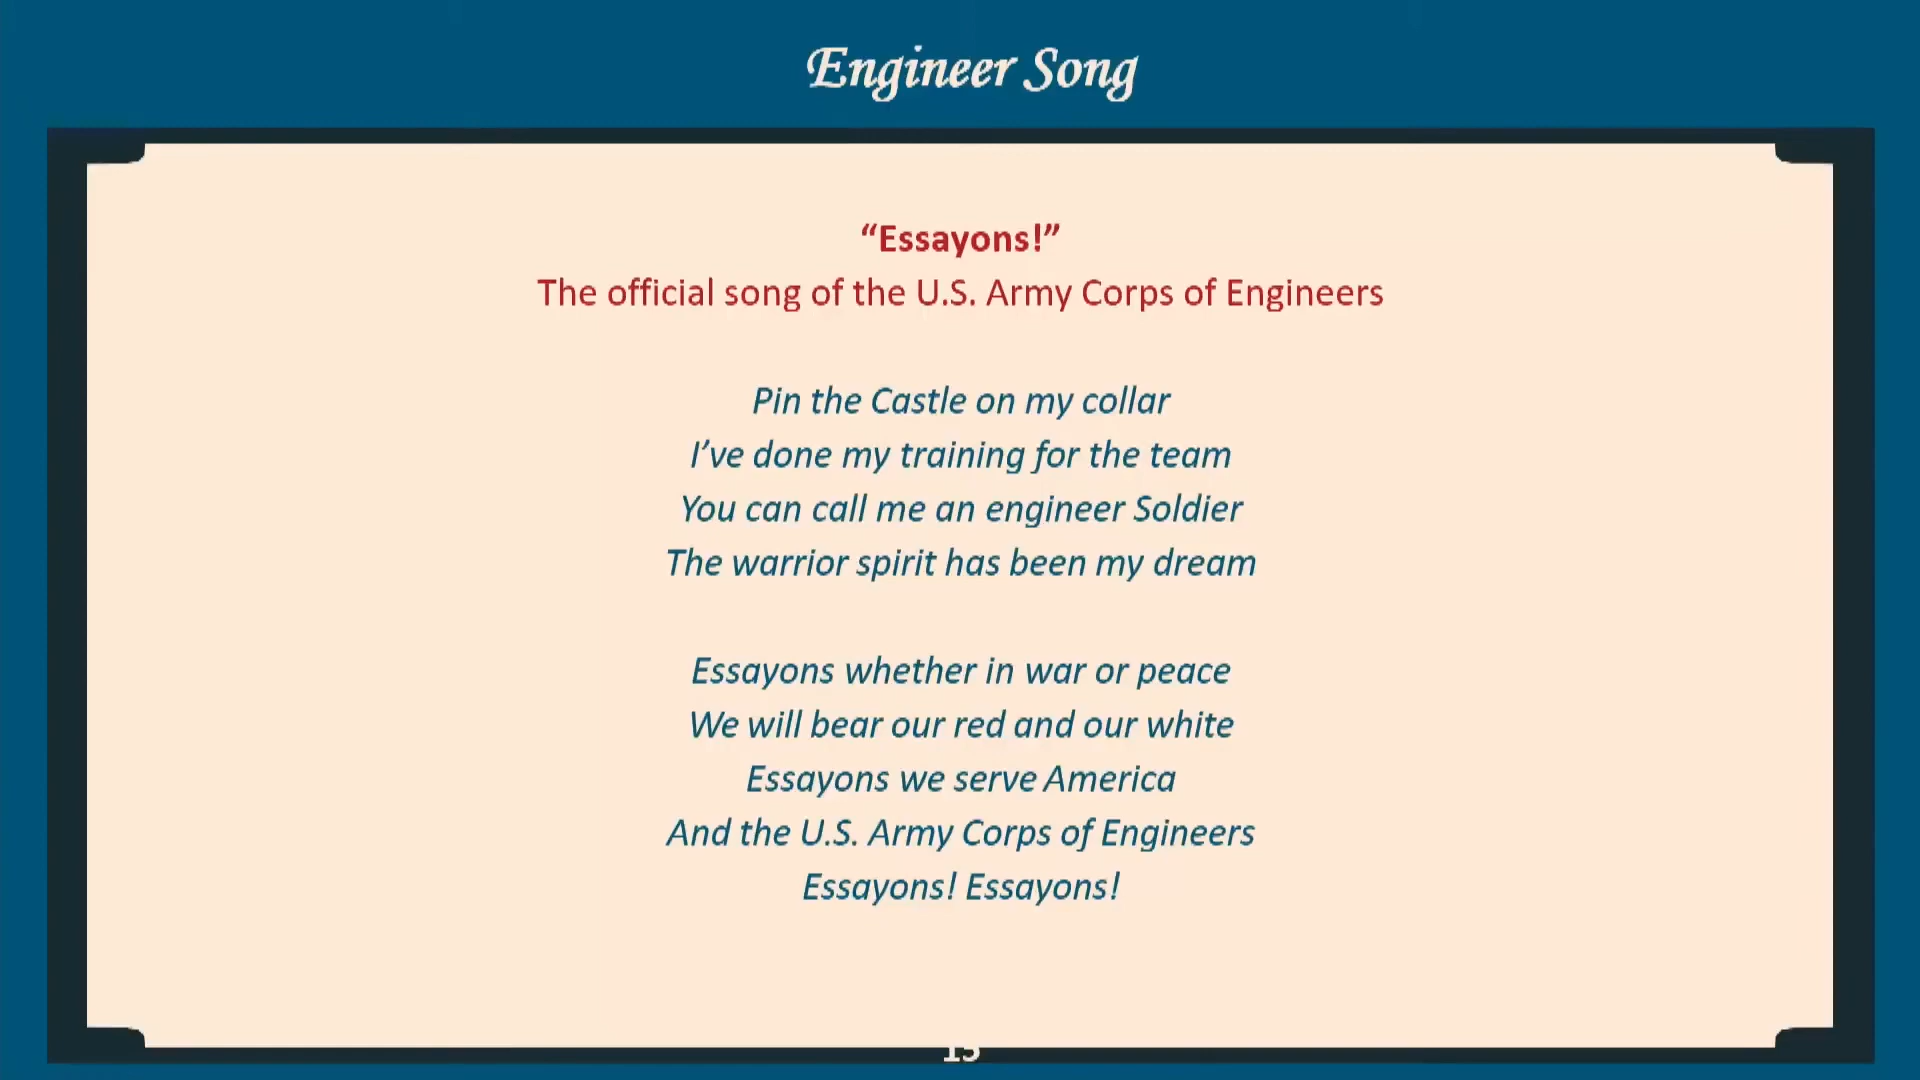 Engineer Song
“Essayons!”
The official song of the U.S. Army Corps of Engineers
Pin the Castle on my collar
I’ve done my training for the team
You can call me an engineer Soldier
The warrior spirit has been my dream
Essayons whether in war or peace
We will bear our red and our white
Essayons we serve America
And the U.S. Army Corps of Engineers
Essayons! Essayons!
15